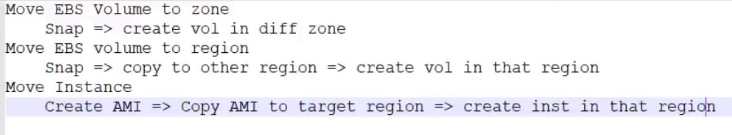 Move EBS Volume to zone
Snap => create vol in diff zone
Move EBS volume to region
Snap => copy to other region => create vol in that region
Move Instance
Create AMI => Copy AMI to target region => create inst in that region